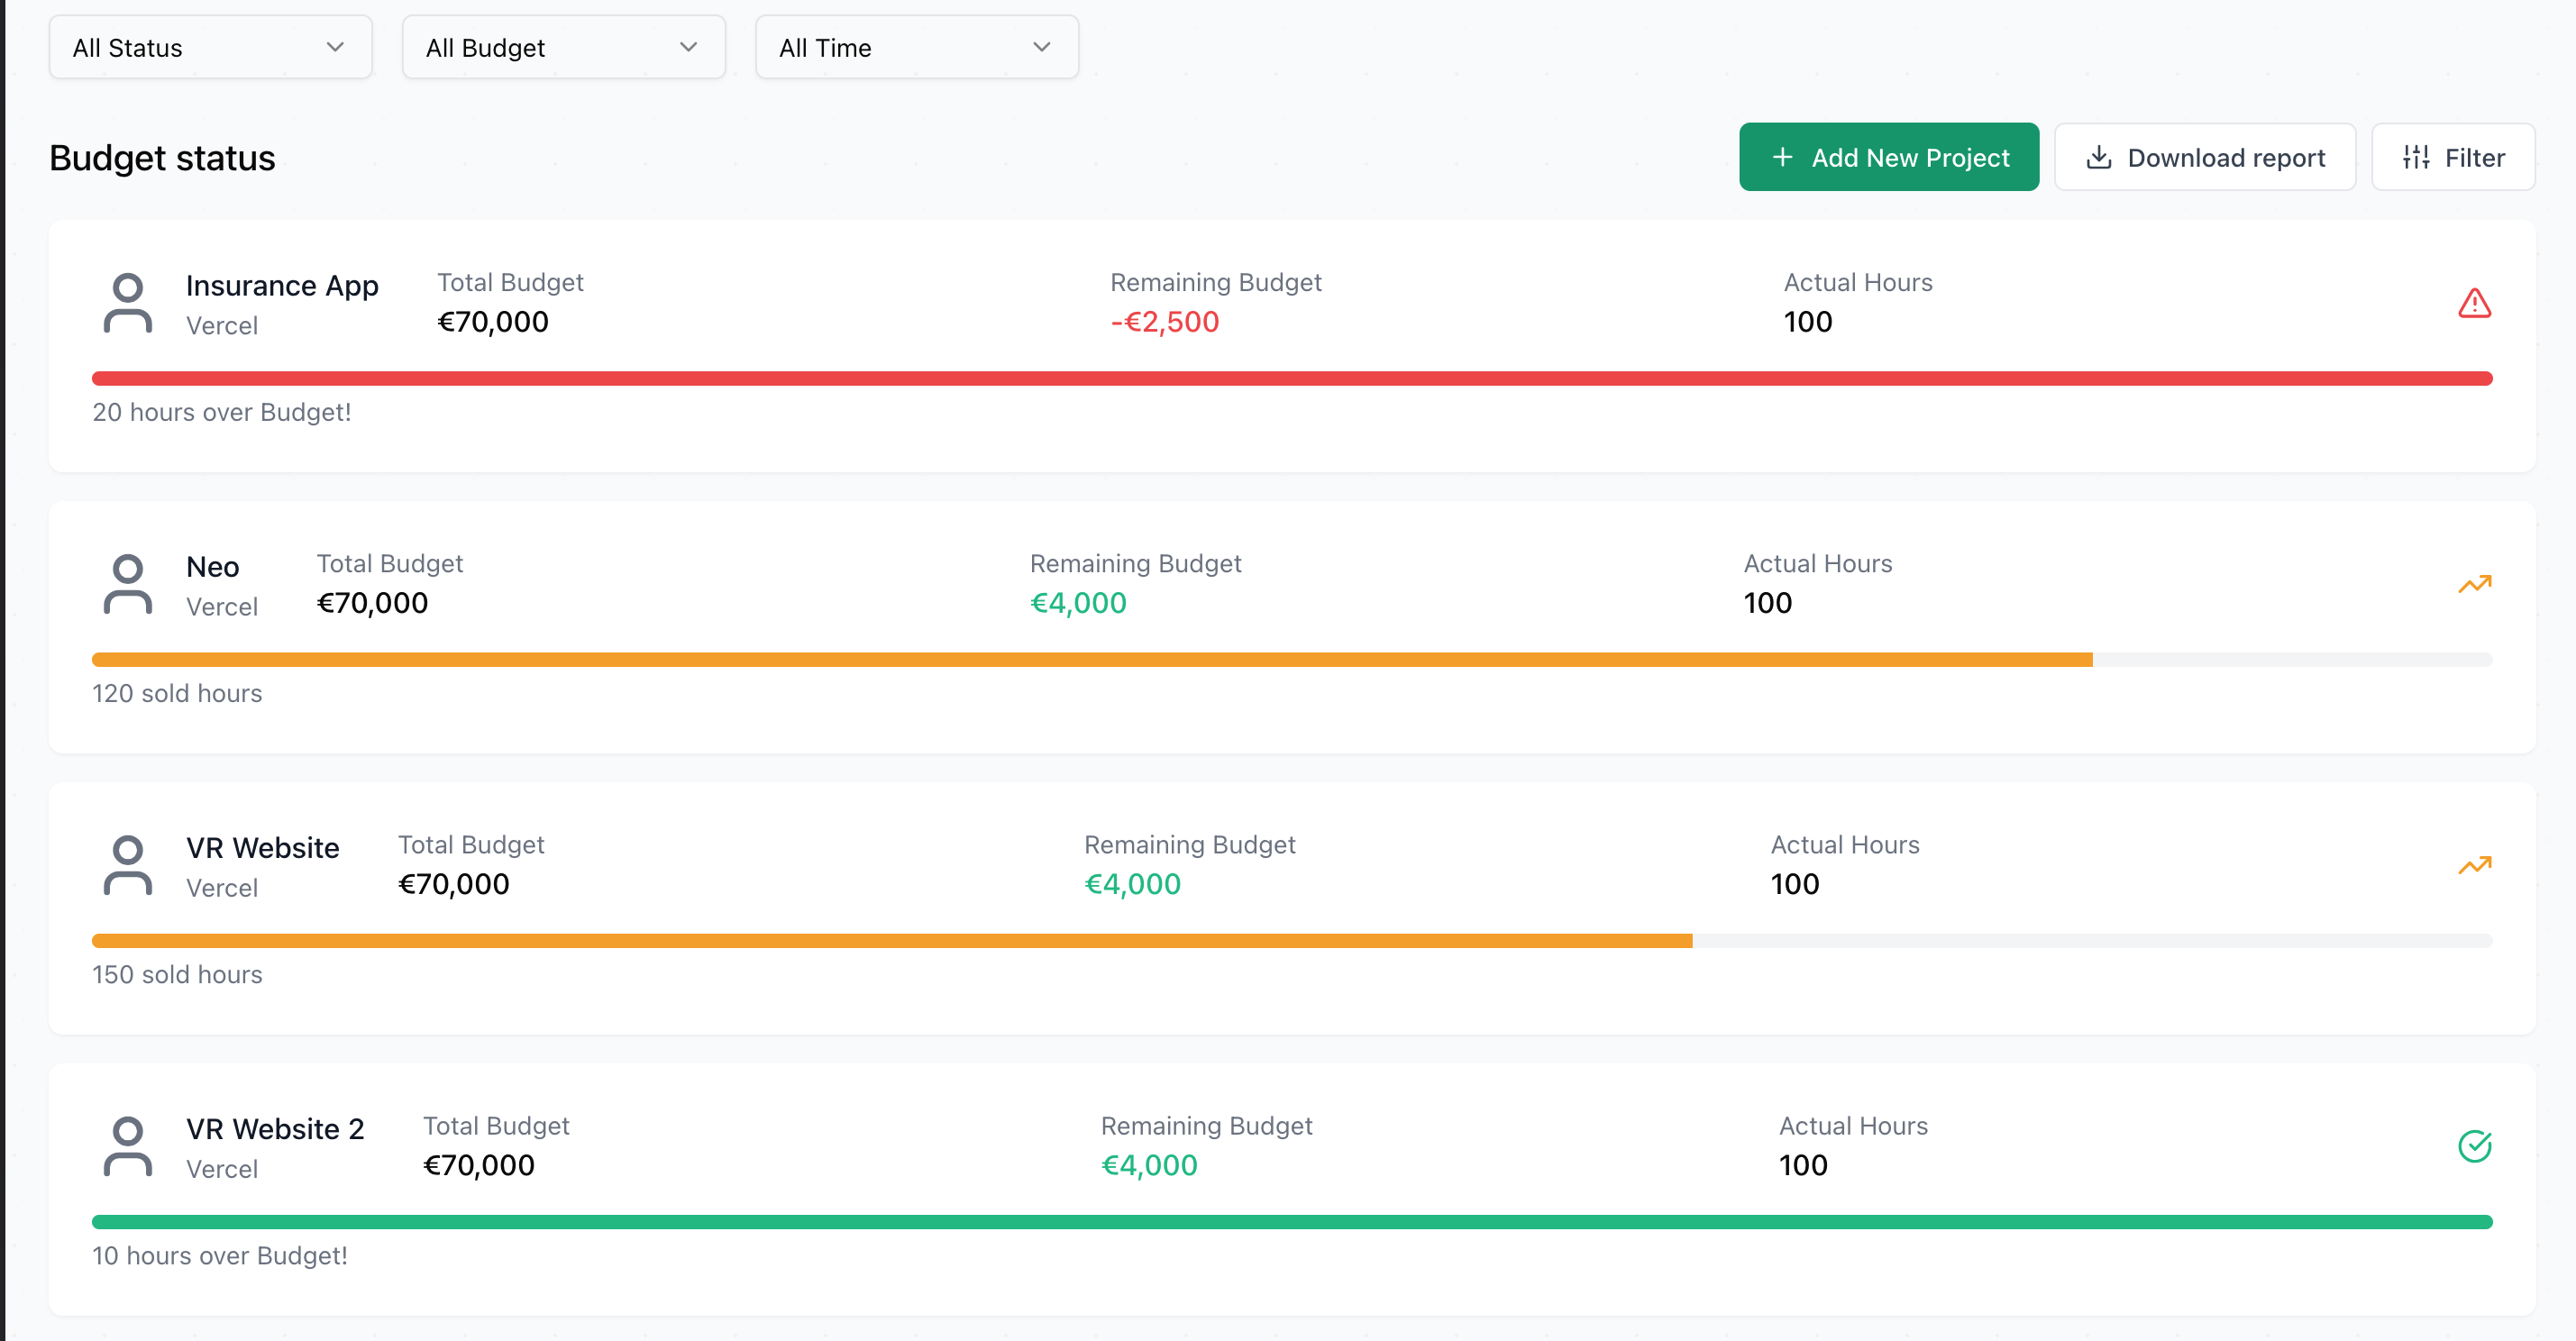 All Status
All Budget
All Time
Budget status
Add New Project
Download report
Filter
Insurance App
Vercel
Total Budget
€70,000
Remaining Budget
-€2,500
Actual Hours
100
20 hours over Budget!
Neo
Vercel
Total Budget
€70,000
Remaining Budget
€4,000
Actual Hours
100
120 sold hours
VR Website
Vercel
Total Budget
€70,000
Remaining Budget
€4,000
Actual Hours
100
150 sold hours
VR Website 2
Vercel
Total Budget
€70,000
Remaining Budget
€4,000
Actual Hours
100
10 hours over Budget!